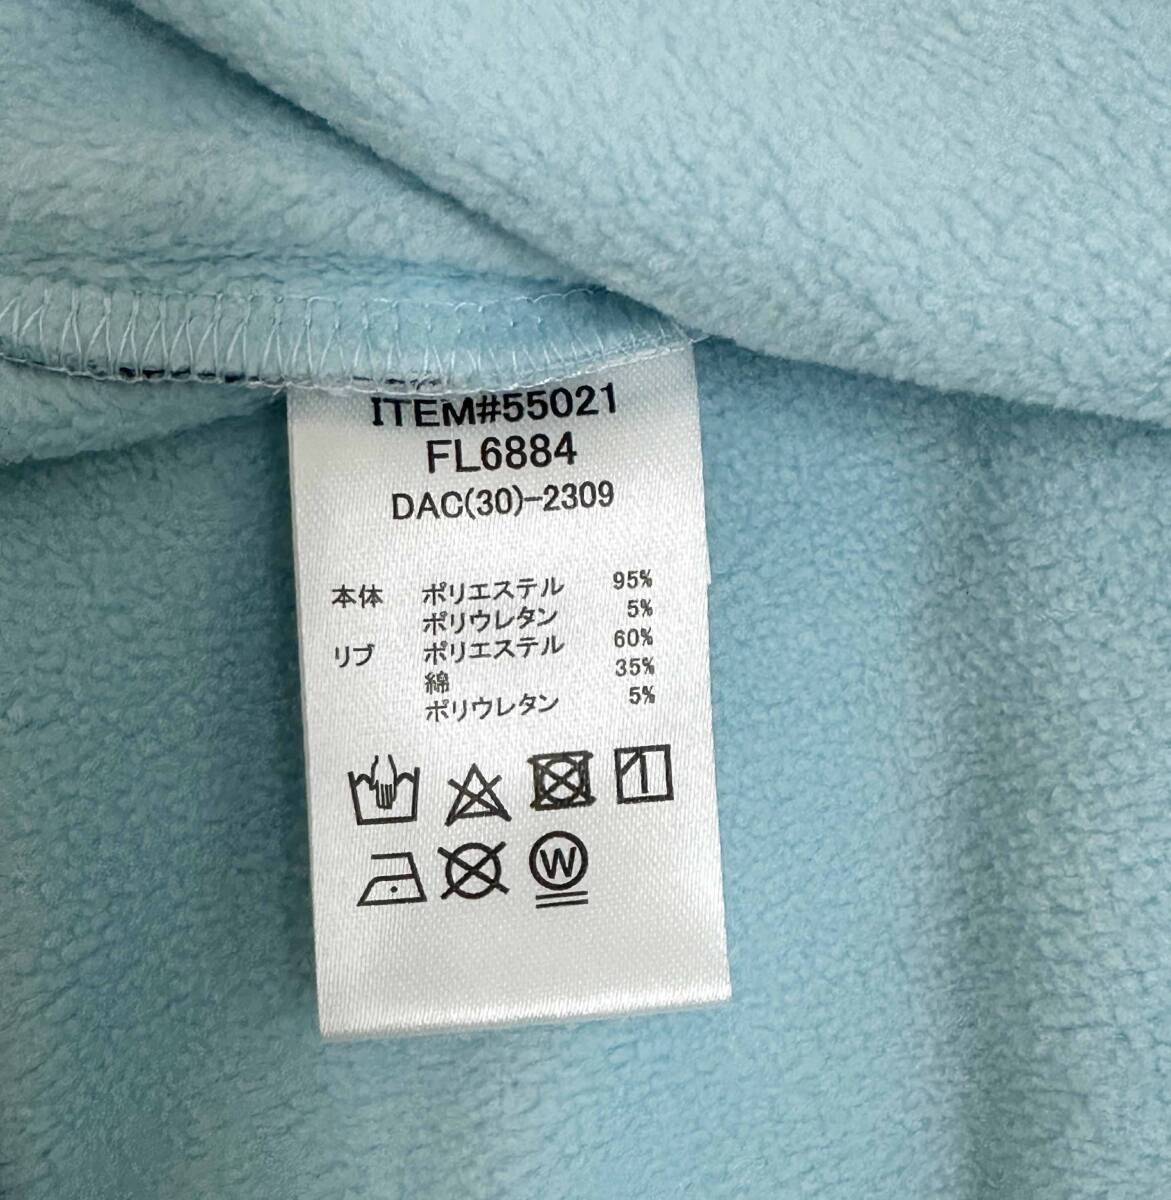 ITEM#55021
FL6884
DAC(30)-2309
本体 ポリエステル 95%
ポリウレタン 5%
リブ ポリエステル 60%
綿 35%
ポリウレタン 5%
W